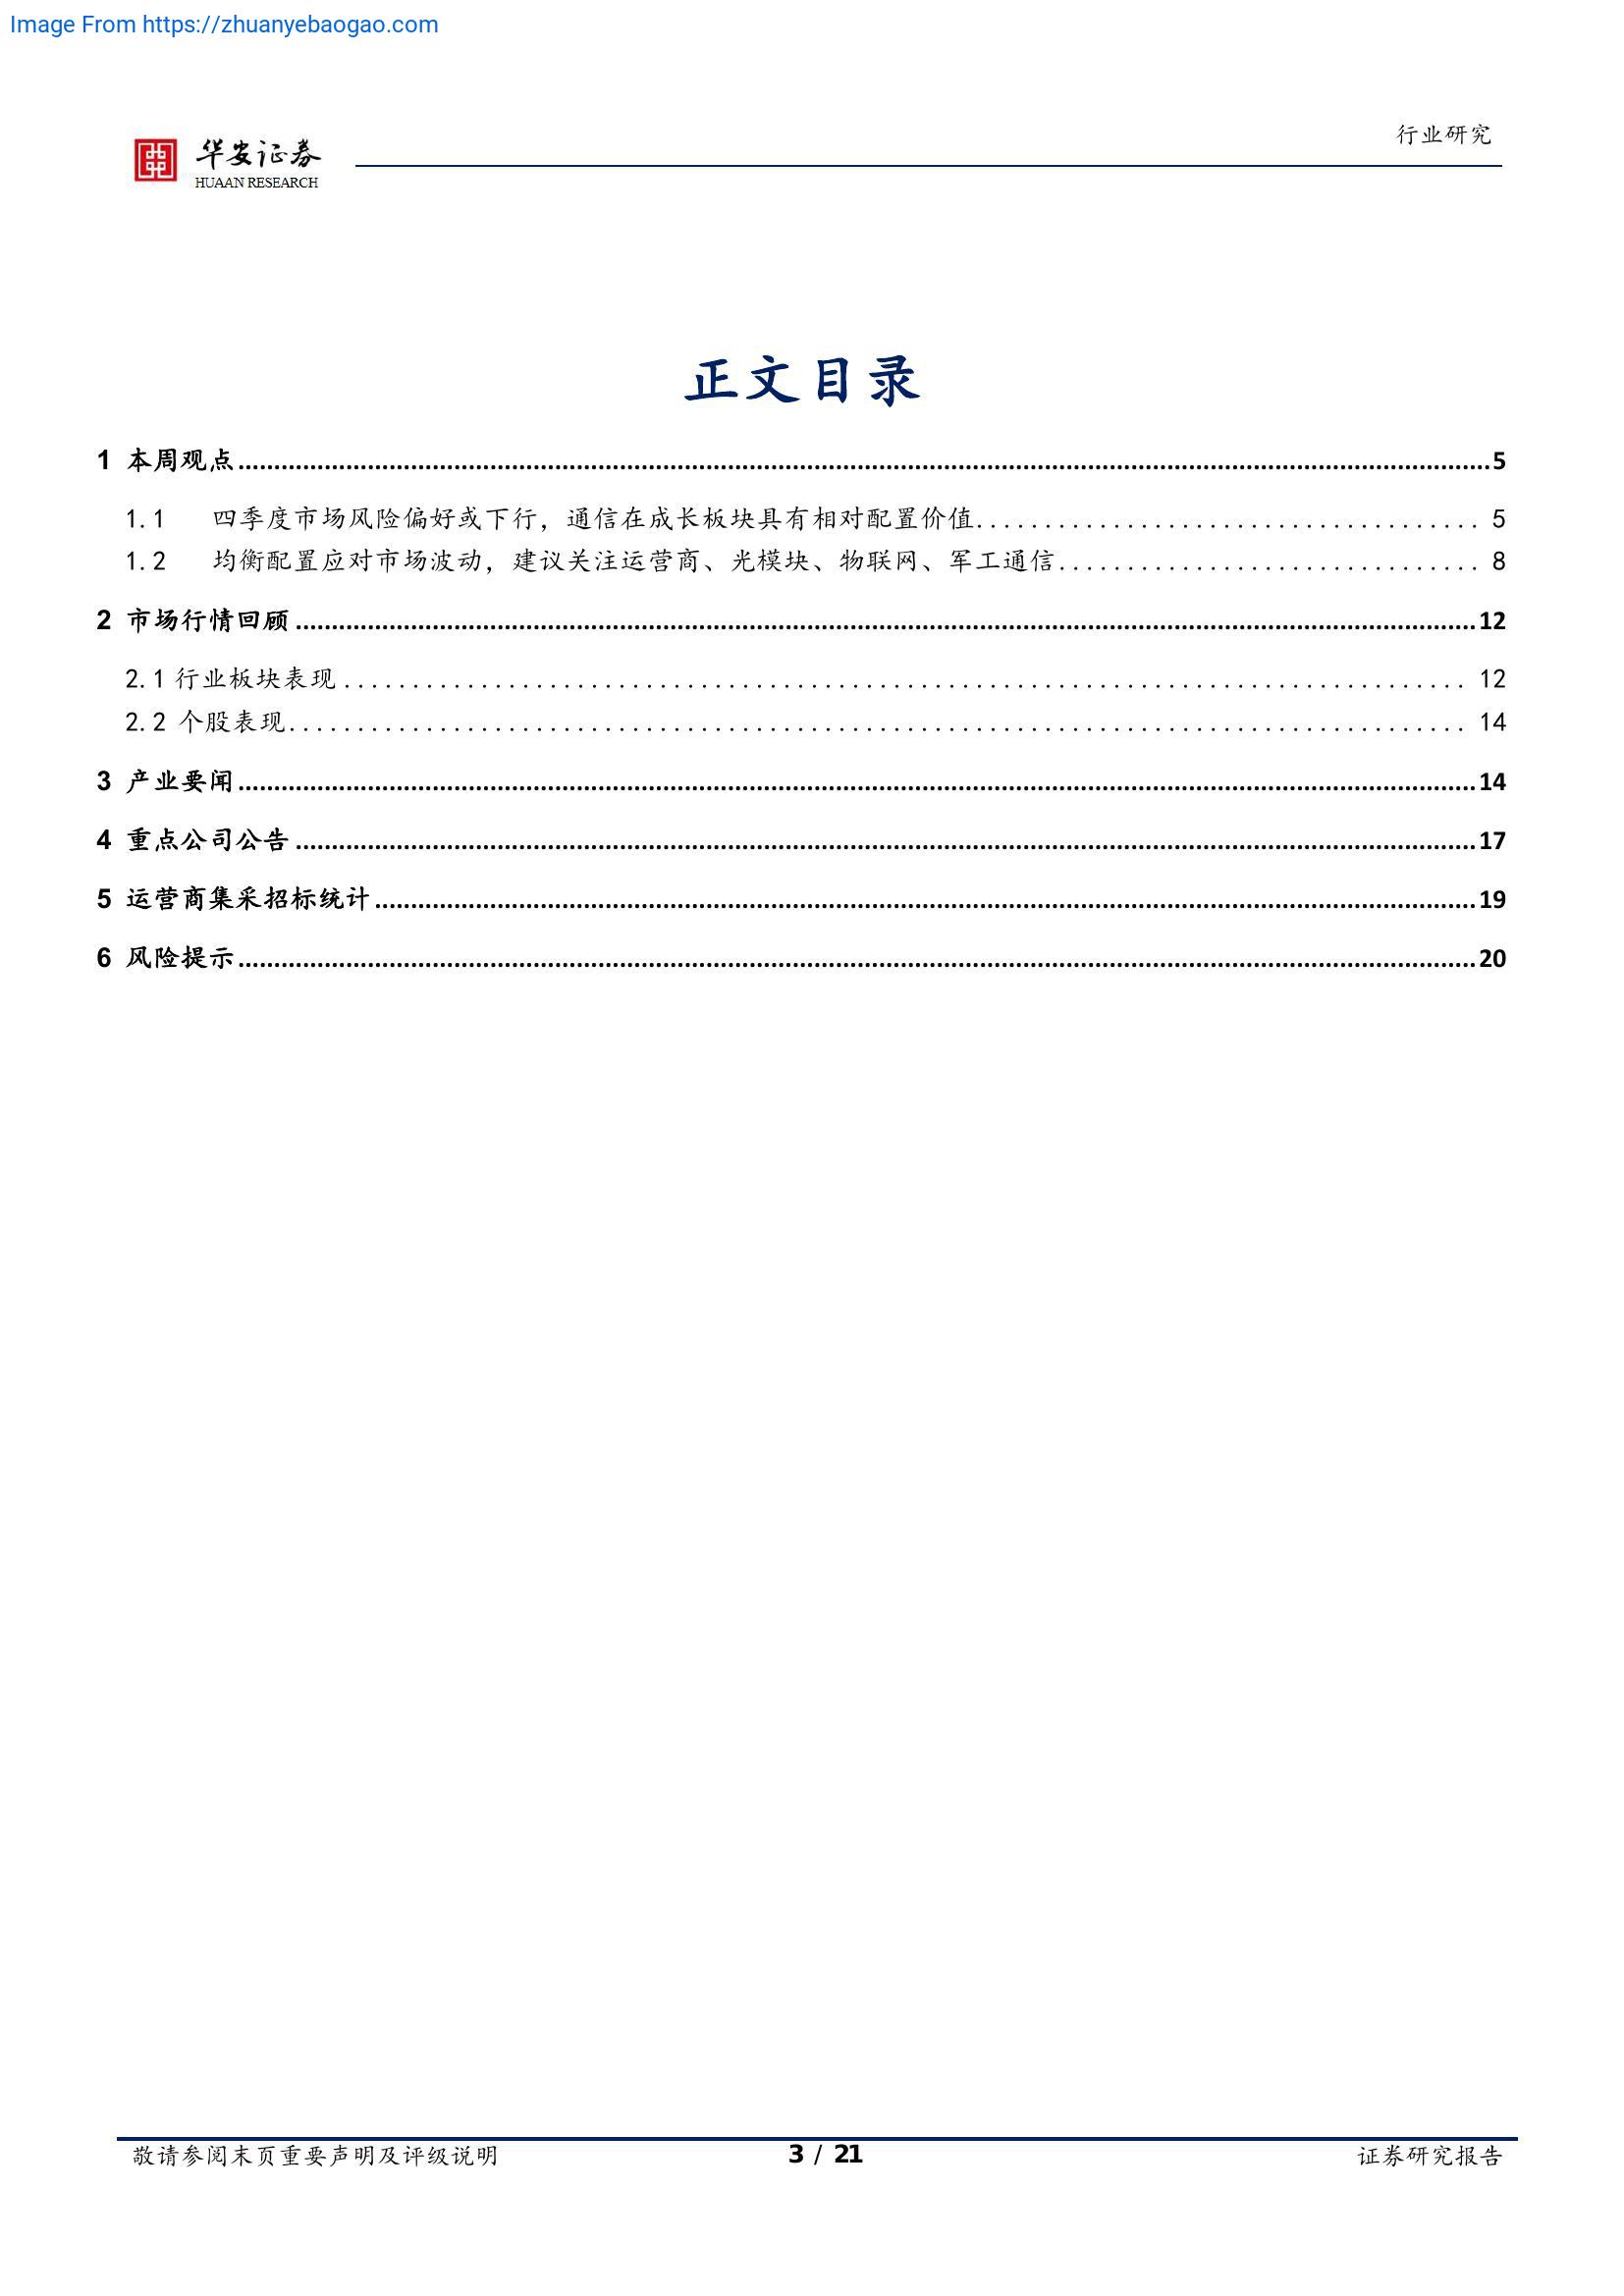 Image From https://zhuanyebaogao.com
行业研究
华安证券
HUAAN RESEARCH
正文目录
1 本周观点........................................5
1.1 四季度市场风险偏好或下行，通信在成长板块具有相对配置价值........................................ 5
1.2 均衡配置应对市场波动，建议关注运营商、光模块、物联网、军工通信........................................ 8
2 市场行情回顾........................................12
2.1 行业板块表现........................................ 12
2.2 个股表现........................................ 14
3 产业要闻........................................14
4 重点公司公告........................................17
5 运营商集采招标统计........................................19
6 风险提示........................................20
敬请参阅末页重要声明及评级说明 3 / 21 证券研究报告